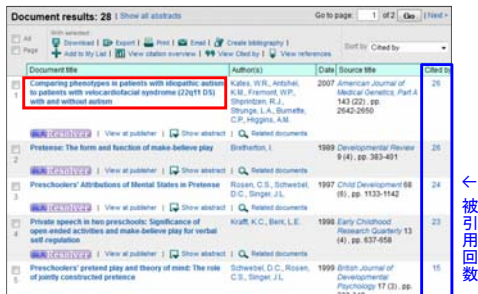 Document results: 28 | Show all abstracts
Go to page: 1 of 2 Go | Next >
All
Page
With selected:
Download | Export | Print | Email | Create bibliography |
Add to My List | View citation overview | View Cited by | View references
Sort by Cited by
Document title Author(s) Date Source title Cited by
1
Comparing phenotypes in patients with idiopathic autism
to patients with velocardiofacial syndrome (22q11 DS)
with and without autism
Kates, W.R., Antshel,
K.M., Fremont, W.P.,
Shprintzen, R.J.,
Strunge, L.A., Burnette,
C.P., Higgins, A.M.
2007
American Journal of
Medical Genetics, Part A
143 (22), pp.
2642-2650
26
Resolver | View at publisher | Show abstract | Related documents
2
Pretense: The form and function of make-believe play
Bretherton, I.
1989
Developmental Review
9 (4), pp. 383-401
26
Resolver | View at publisher | Show abstract | Related documents
3
Preschoolers' Attributions of Mental States in Pretense
Rosen, C.S., Schwebel,
D.C., Singer, J.L.
1997
Child Development 68
(6), pp. 1133-1142
24
Resolver | View at publisher | Show abstract | Related documents
4
Private speech in two preschools: Significance of
open-ended activities and make-believe play for verbal
self regulation
Krafft, K.C., Berk, L.E.
1998
Early Childhood
Research Quarterly 13
(4), pp. 637-658
23
Resolver | View at publisher | Show abstract | Related documents
5
Preschoolers' pretend play and theory of mind: The role
of jointly constructed pretence
Schwebel, D.C., Rosen,
C.S., Singer, J.L.
1999
British Journal of
Developmental
Psychology 17 (3), pp.
15
←被引用回数